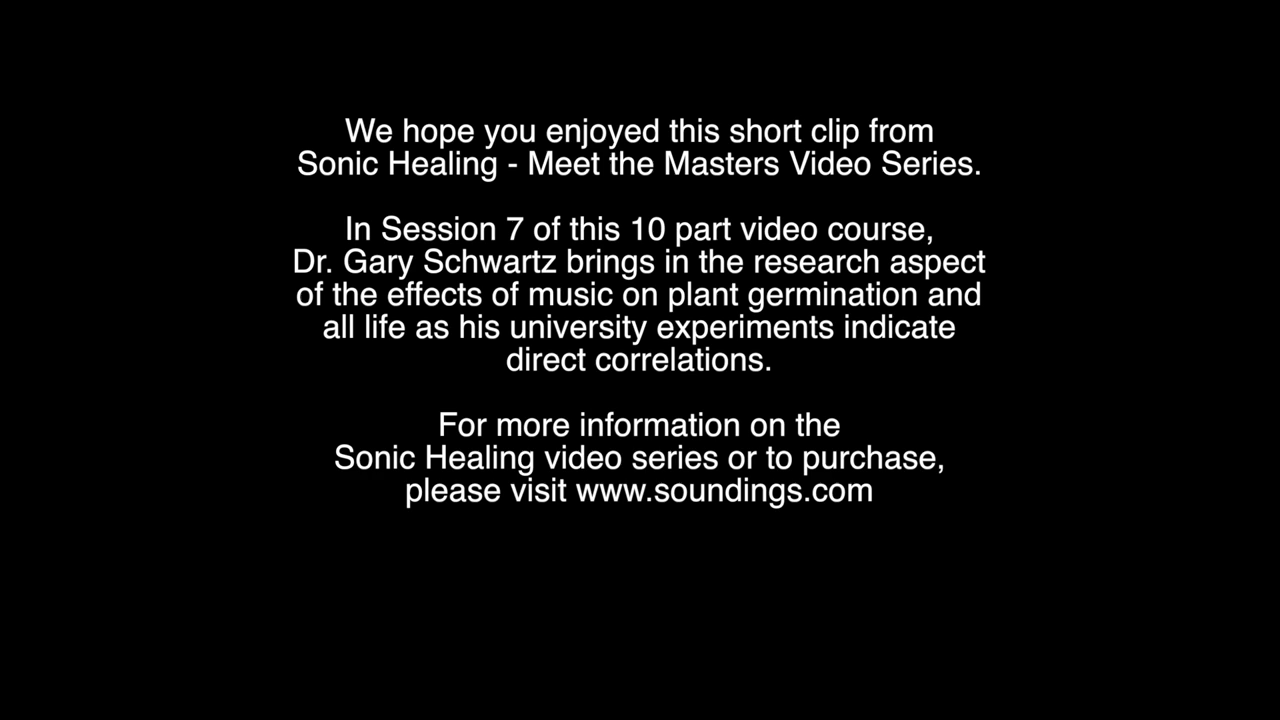 We hope you enjoyed this short clip from
Sonic Healing - Meet the Masters Video Series.
In Session 7 of this 10 part video course,
Dr. Gary Schwartz brings in the research aspect
of the effects of music on plant germination and
all life as his university experiments indicate
direct correlations.
For more information on the
Sonic Healing video series or to purchase,
please visit www.soundings.com